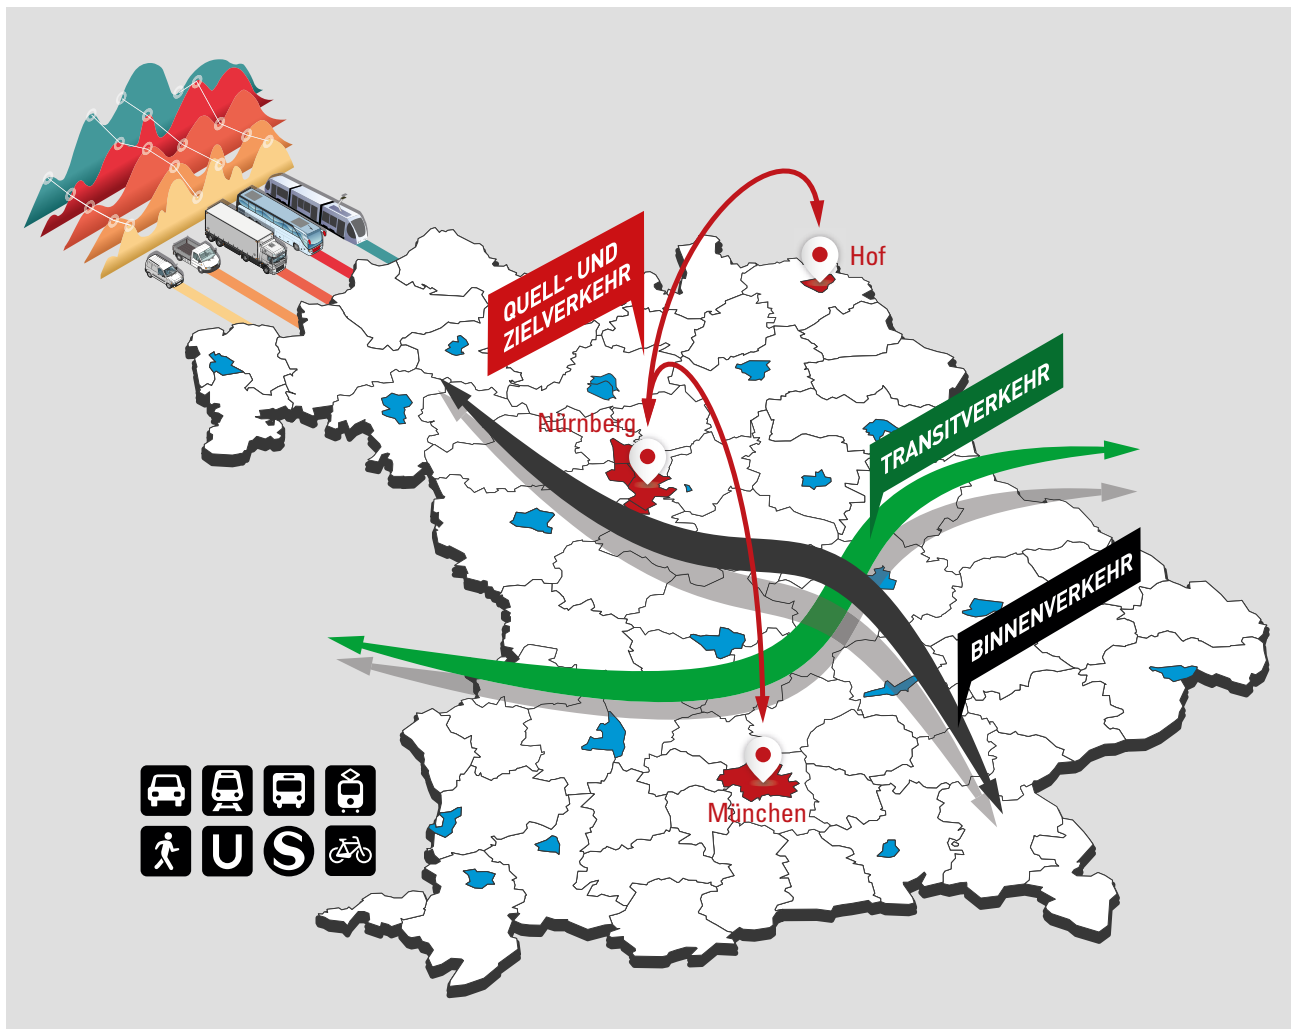 QUELL- UND
ZIELVERKEHR
Hof
Nürnberg
TRANSITVERKEHR
BINNENVERKEHR
München
U
S